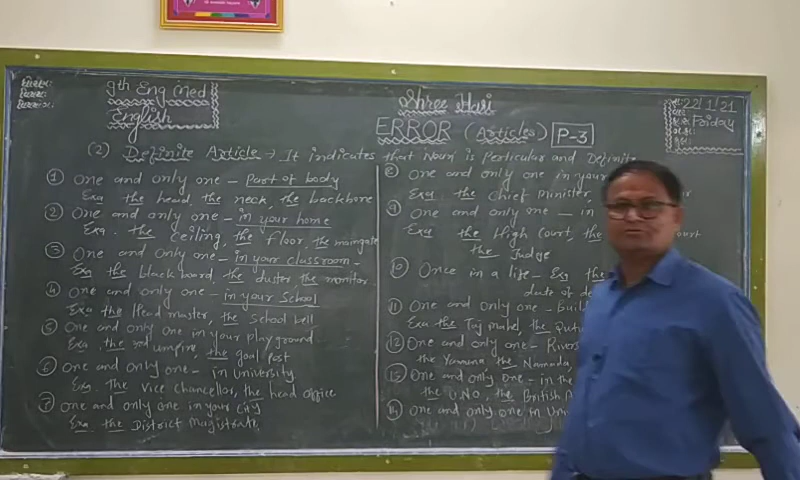 9th Eng Med
English
Shree Hari
ERROR (Articles) P-3
22/1/21
Friday
(2) Definite Article → It indicates that Noun is Particular and Definite
① One and only one - Part of body
Exa the head, the neck, the backbone
② One and only one - in your home
Exa. the ceiling, the floor, the maingate
③ One and only one - in your classroom -
Exa the blackboard, the duster the monitor.
④ One and only one - in your School
Exa the Head master, the School bell
⑤ One and only one in your playground
Exa. the 3rd umpire, the goal post
⑥ One and only one - in university
Exa. The Vice Chancellor, the head office
⑦ One and only one in your city
Exa. the District Magistrate.
⑧ One and only one in your
Exa. the Chief Minister,
⑨ One and only one - in
Exa the High Court, the
the Judge
⑩ Once in a life - Exa the
date of
⑪ One and only one -
Exa the Taj Mahal, the
⑫ One and only one - Rivers
the Yamuna the Namada,
One and only one - in the
the U.No, the British
⑭ One and only one in